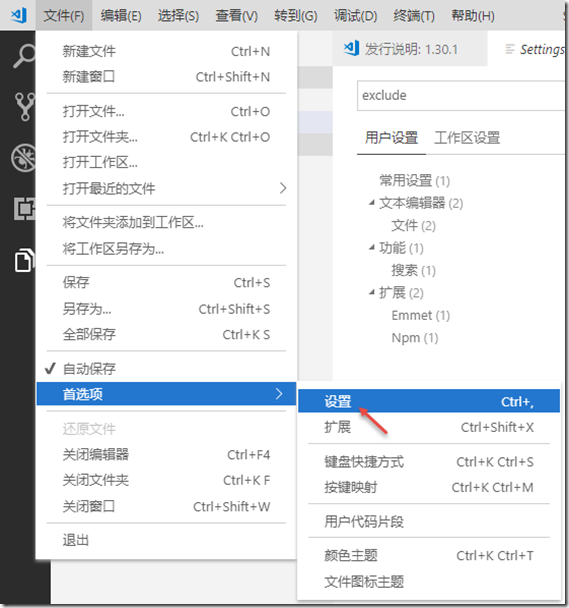 文件(F) 编辑(E) 选择(S) 查看(V) 转到(G) 调试(D) 终端(T) 帮助(H)
新建文件 Ctrl+N
新建窗口 Ctrl+Shift+N
打开文件... Ctrl+O
打开文件夹... Ctrl+K Ctrl+O
打开工作区...
打开最近的文件
将文件夹添加到工作区...
将工作区另存为...
保存 Ctrl+S
另存为... Ctrl+Shift+S
全部保存 Ctrl+K S
自动保存
首选项
还原文件
关闭编辑器 Ctrl+F4
关闭文件夹 Ctrl+K F
关闭窗口 Ctrl+Shift+W
退出
发行说明: 1.30.1 Settings
exclude
用户设置 工作区设置
常用设置 (1)
文本编辑器 (2)
文件 (2)
功能 (1)
搜索 (1)
扩展 (2)
Emmet (1)
Npm (1)
设置 Ctrl+,
扩展 Ctrl+Shift+X
键盘快捷方式 Ctrl+K Ctrl+S
按键映射 Ctrl+K Ctrl+M
用户代码片段
颜色主题 Ctrl+K Ctrl+T
文件图标主题